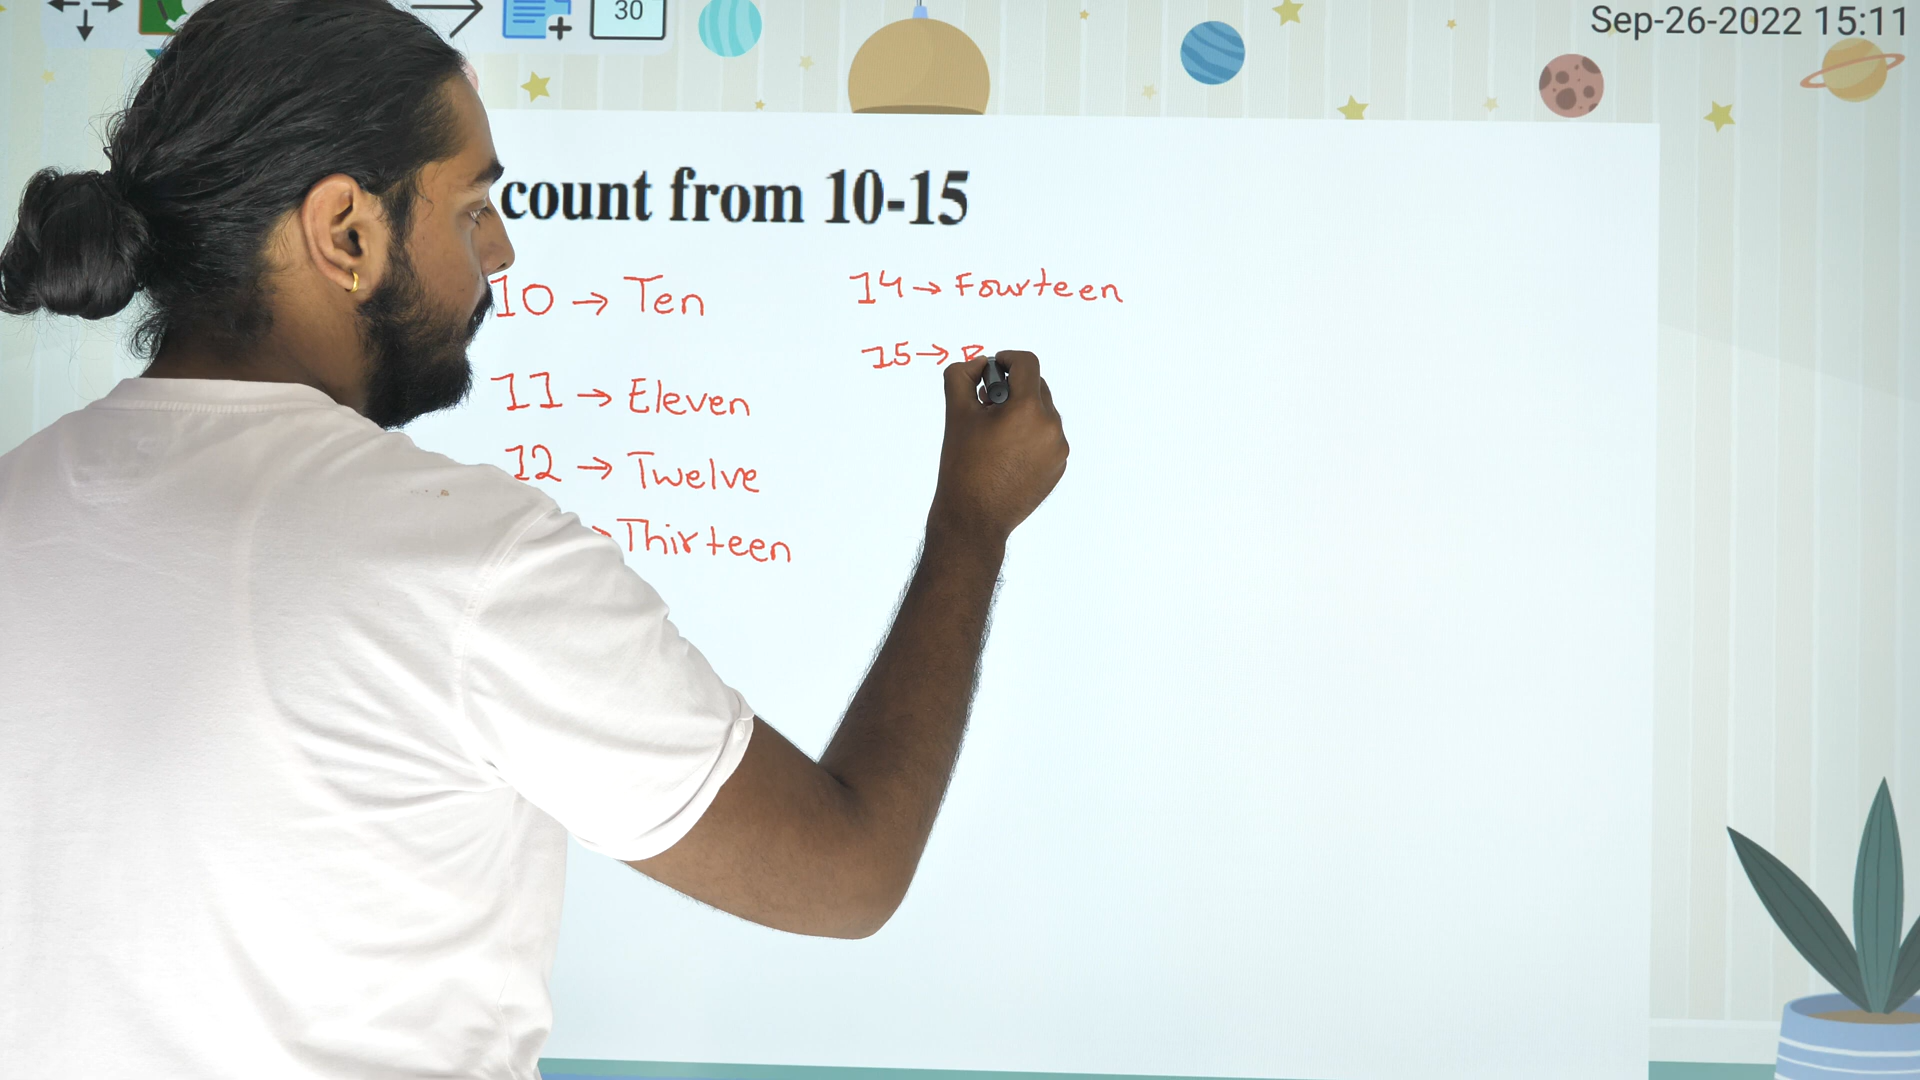 30
Sep-26-2022 15:11
count from 10-15
10 → Ten
11 → Eleven
12 → Twelve
→ Thirteen
14 → Fourteen
15 →